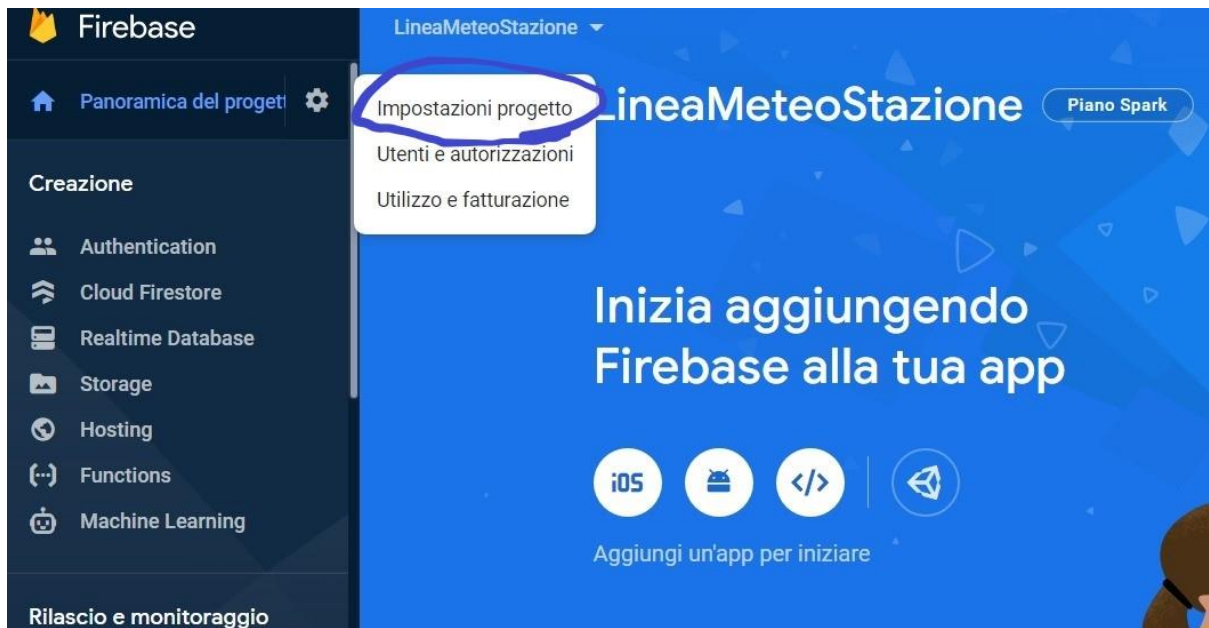 Firebase
LineaMeteoStazione
Panoramica del proget
Impostazioni progetto
Utenti e autorizzazioni
Utilizzo e fatturazione
LineaMeteoStazione
Piano Spark
Creazione
Authentication
Cloud Firestore
Realtime Database
Storage
Hosting
Functions
Machine Learning
Rilascio e monitoraggio
Inizia aggiungendo
Firebase alla tua app
iOS
Aggiungi un'app per iniziare